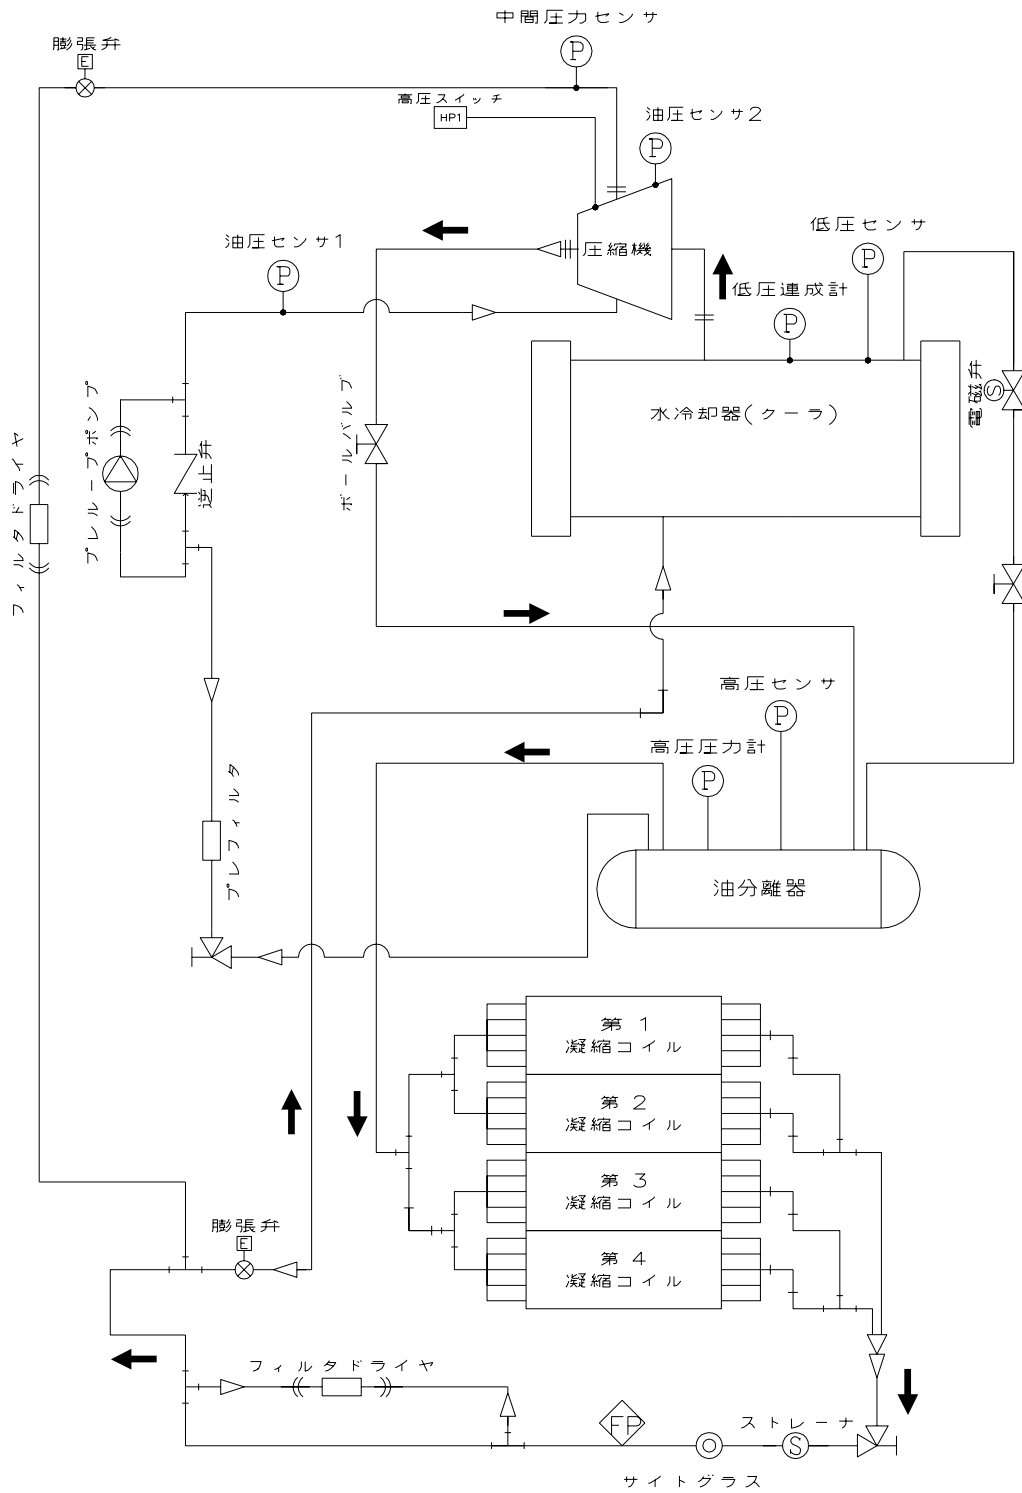 中間圧力センサ
P
膨張弁
E
高圧スイッチ
HP1
油圧センサ2
P
圧縮機
油圧センサ1
P
低圧センサ
P
低圧連成計
P
水冷却器(クーラ)
電磁弁
S
ボールバルブ
プレルーブポンプ
逆止弁
フィルタドライヤ
高圧センサ
P
高圧圧力計
P
プレフィルタ
油分離器
第 1
凝縮コイル
第 2
凝縮コイル
第 3
凝縮コイル
第 4
凝縮コイル
膨張弁
E
フィルタドライヤ
FP
ストレーナ
S
サイトグラス